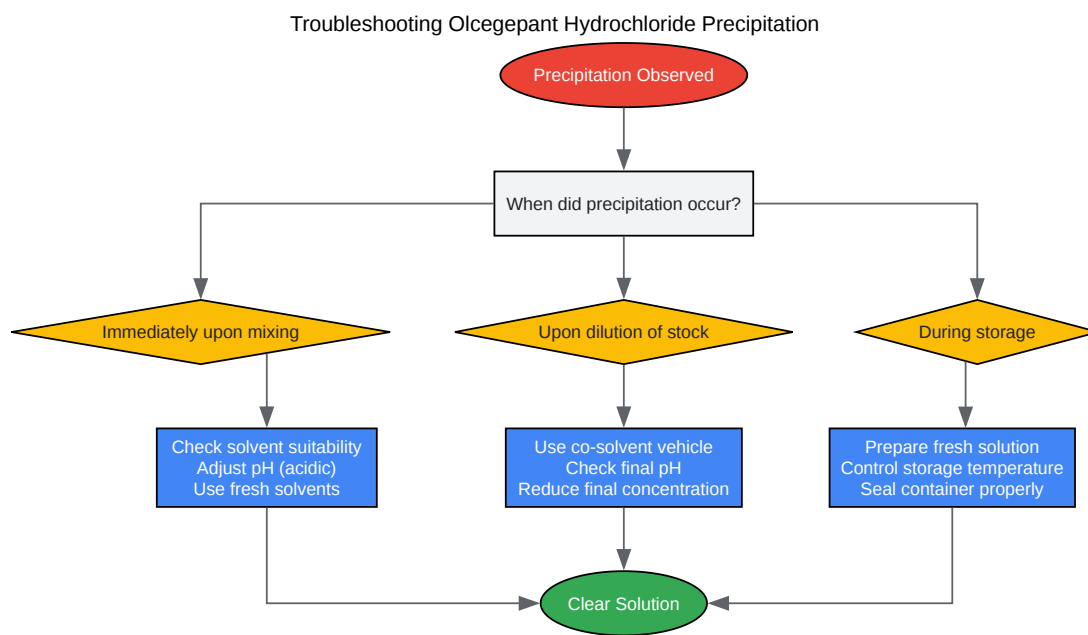 Troubleshooting Olcegepant Hydrochloride Precipitation
Precipitation Observed
When did precipitation occur?
Immediately upon mixing
Upon dilution of stock
During storage
Check solvent suitability
Adjust pH (acidic)
Use fresh solvents
Use co-solvent vehicle
Check final pH
Reduce final concentration
Prepare fresh solution
Control storage temperature
Seal container properly
Clear Solution